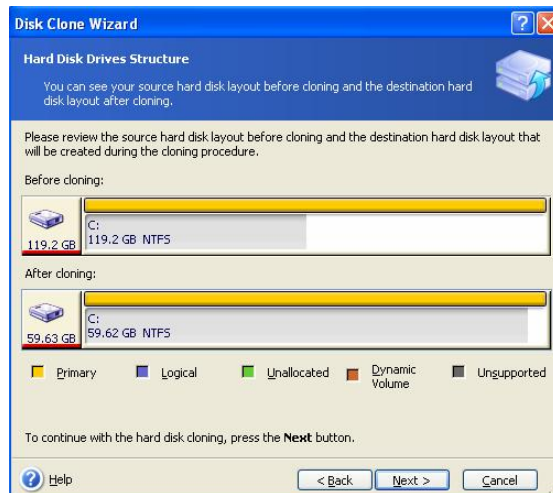 Disk Clone Wizard
Hard Disk Drives Structure
You can see your source hard disk layout before cloning and the destination hard
disk layout after cloning.
Please review the source hard disk layout before cloning and the destination hard disk layout that
will be created during the cloning procedure.
Before cloning:
C:
119.2 GB 119.2 GB NTFS
After cloning:
C:
59.63 GB 59.62 GB NTFS
Primary Logical Unallocated Dynamic Volume Unsupported
To continue with the hard disk cloning, press the Next button.
Help < Back Next > Cancel